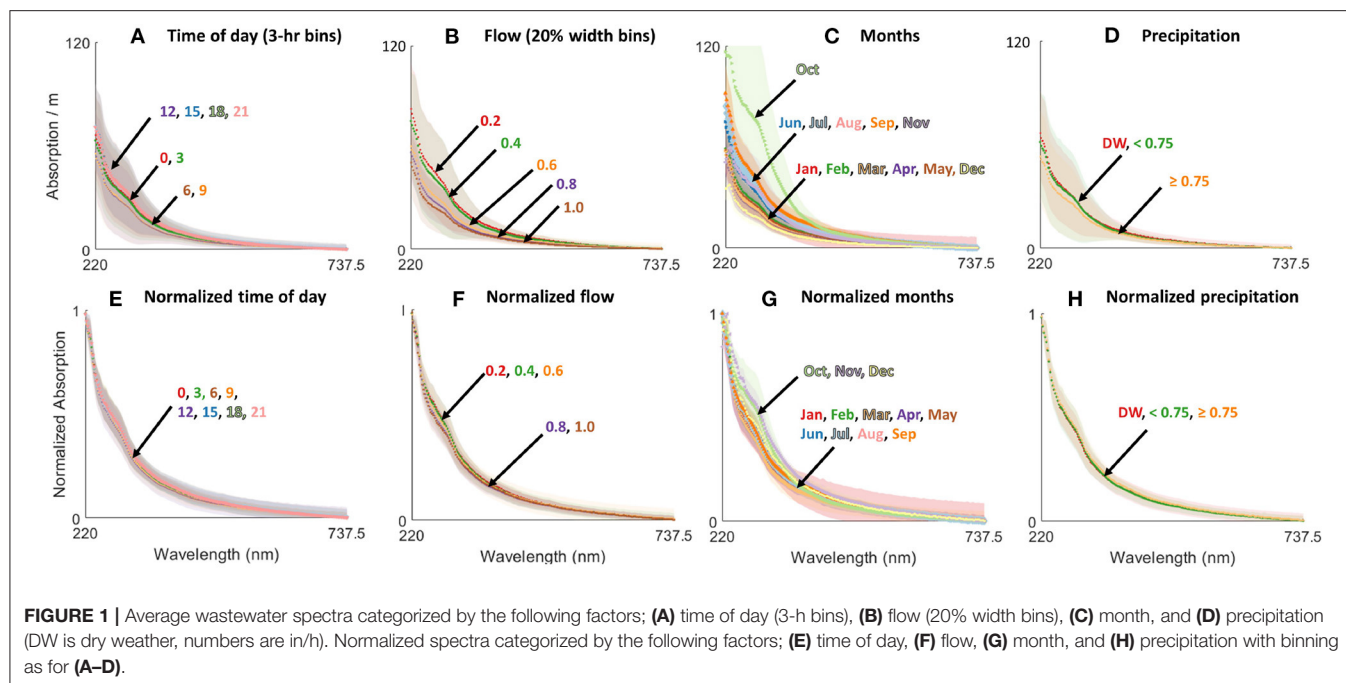 A Time of day (3-hr bins)
B Flow (20% width bins)
C Months
D Precipitation
120
Absorption / m
0
220
737.5
12, 15, 18, 21
0, 3
6, 9
120
0
220
737.5
0.2
0.4
0.6
0.8
1.0
120
0
220
737.5
Oct
Jun, Jul, Aug, Sep, Nov
Jan, Feb, Mar, Apr, May, Dec
120
0
220
737.5
DW, < 0.75
≥ 0.75
E Normalized time of day
F Normalized flow
G Normalized months
H Normalized precipitation
1
Normalized Absorption
0
220
737.5
Wavelength (nm)
0, 3, 6, 9,
12, 15, 18, 21
0
220
737.5
Wavelength (nm)
0.2, 0.4, 0.6
0.8, 1.0
1
0
220
737.5
Wavelength (nm)
Oct, Nov, Dec
Jan, Feb, Mar, Apr, May
Jun, Jul, Aug, Sep
1
0
220
737.5
Wavelength (nm)
DW, < 0.75, ≥ 0.75
FIGURE 1 | Average wastewater spectra categorized by the following factors; (A) time of day (3-h bins), (B) flow (20% width bins), (C) month, and (D) precipitation
(DW is dry weather, numbers are in/h). Normalized spectra categorized by the following factors; (E) time of day, (F) flow, (G) month, and (H) precipitation with binning
as for (A–D).